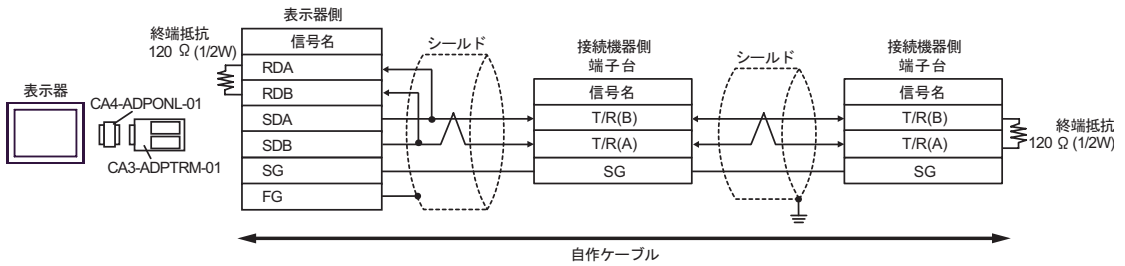 表示器
CA4-ADPONL-01
CA3-ADPTRM-01
終端抵抗
120 Ω (1/2W)
表示器側
信号名
RDA
RDB
SDA
SDB
SG
FG
シールド
接続機器側
端子台
信号名
T/R(B)
T/R(A)
SG
シールド
接続機器側
端子台
信号名
T/R(B)
T/R(A)
SG
終端抵抗
120 Ω (1/2W)
自作ケーブル